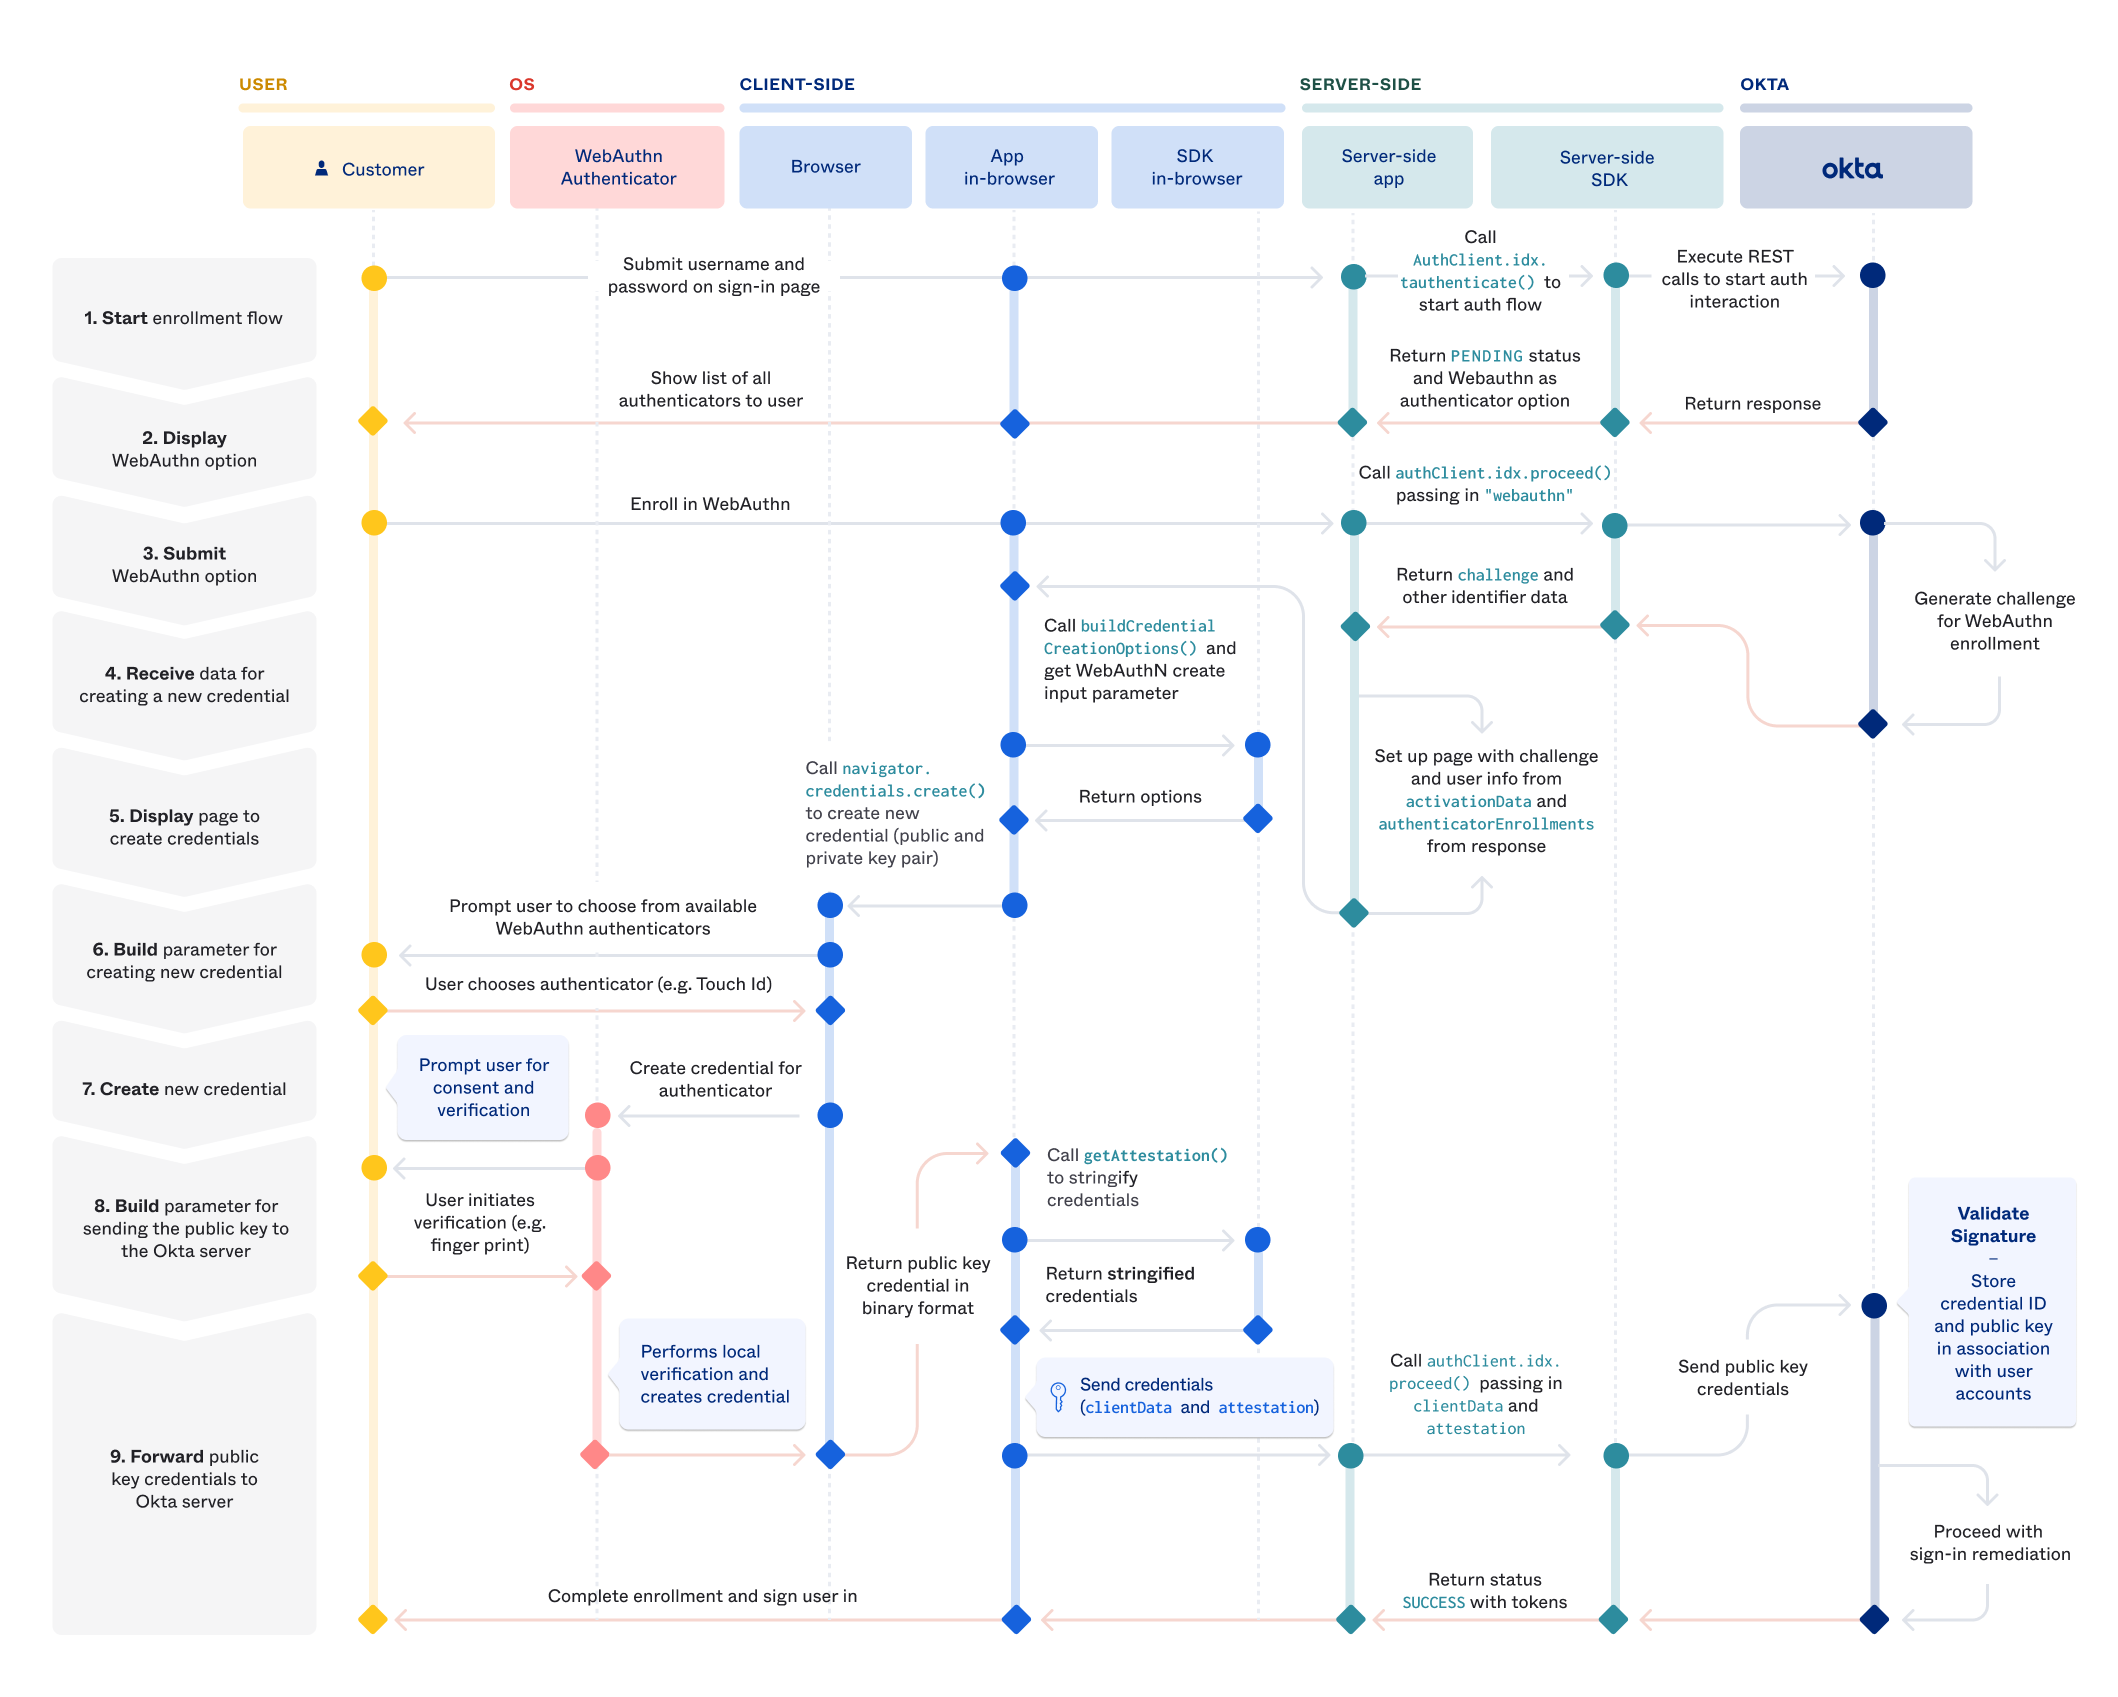 USER
OS
CLIENT-SIDE
SERVER-SIDE
OKTA
Customer
WebAuthn
Authenticator
Browser
App
in-browser
SDK
in-browser
Server-side
app
Server-side
SDK
okta
1. Start enrollment flow
Submit username and
password on sign-in page
Call
AuthClient.idx.
tauthenticate() to
start auth flow
Execute REST
calls to start auth
interaction
2. Display
WebAuthn option
Show list of all
authenticators to user
Return PENDING status
and Webauthn as
authenticator option
Return response
3. Submit
WebAuthn option
Enroll in WebAuthn
Call authClient.idx.proceed()
passing in "webauthn"
Generate challenge
for WebAuthn
enrollment
Return challenge and
other identifier data
4. Receive data for
creating a new credential
Call buildCredential
CreationOptions() and
get WebAuthN create
input parameter
Set up page with challenge
and user info from
activationData and
authenticatorEnrollments
from response
5. Display page to
create credentials
Call navigator.
credentials.create()
to create new
credential (public and
private key pair)
Return options
6. Build parameter for
creating new credential
Prompt user to choose from available
WebAuthn authenticators
User chooses authenticator (e.g. Touch Id)
7. Create new credential
Prompt user for
consent and
verification
Create credential for
authenticator
8. Build parameter for
sending the public key to
the Okta server
User initiates
verification (e.g.
finger print)
Return public key
credential in
binary format
Call getAttestation()
to stringify
credentials
Return stringified
credentials
Validate
Signature
–
Store
credential ID
and public key
in association
with user
accounts
9. Forward public
key credentials to
Okta server
Performs local
verification and
creates credential
Send credentials
(clientData and attestation)
Call authClient.idx.
proceed() passing in
clientData and
attestation
Send public key
credentials
Proceed with
sign-in remediation
Complete enrollment and sign user in
Return status
SUCCESS with tokens